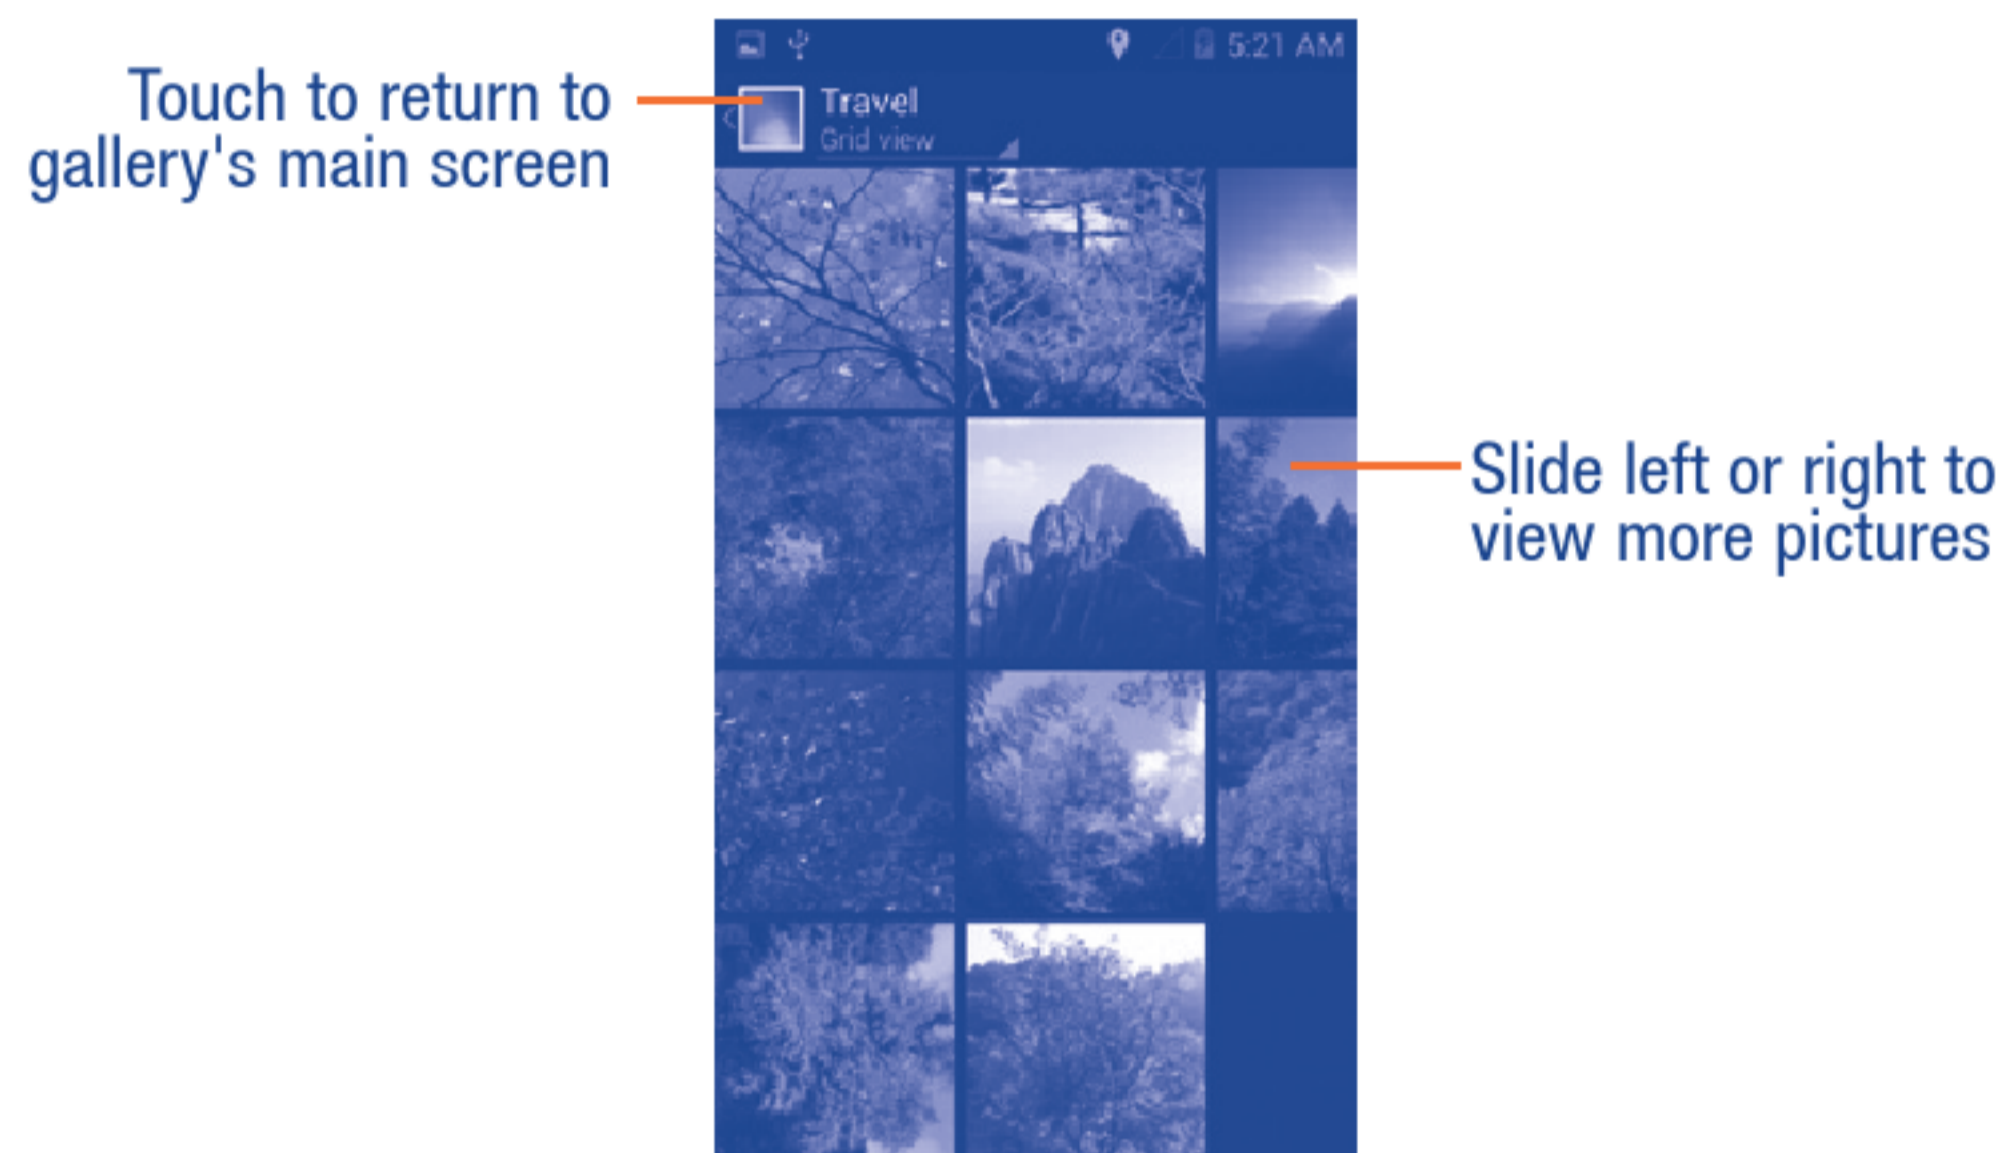 5:21 AM
Touch to return to
gallery's main screen
Travel
Grid view
Slide left or right to
view more pictures